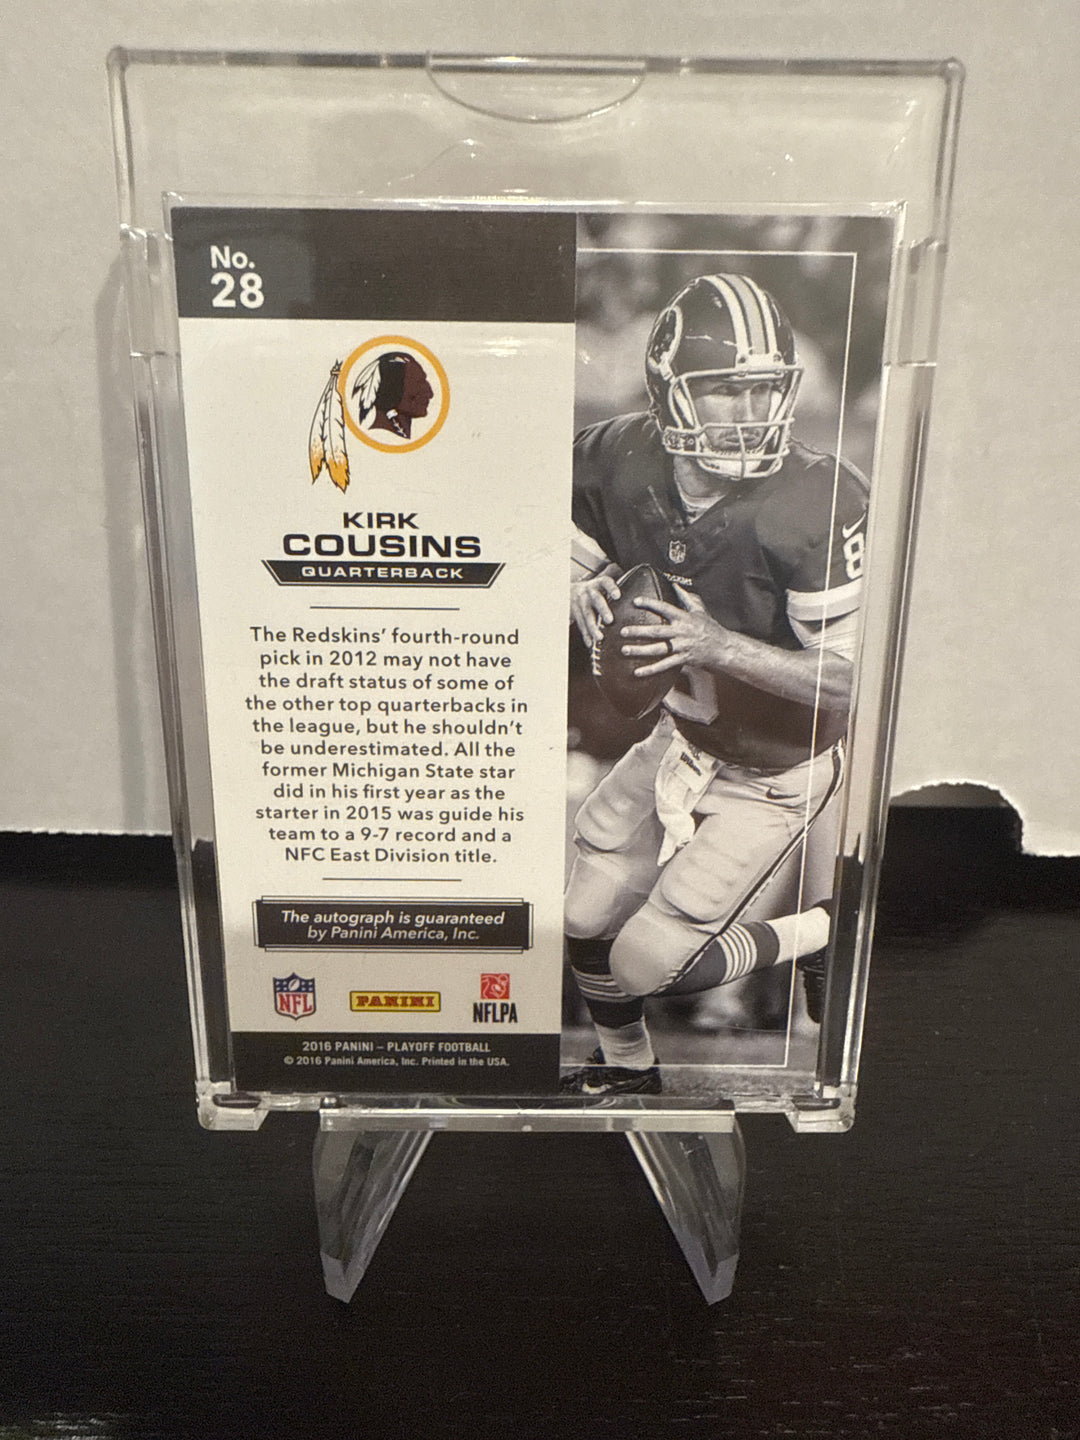 No.
28
KIRK
COUSINS
QUARTERBACK
The Redskins’ fourth-round
pick in 2012 may not have
the draft status of some of
the other top quarterbacks in
the league, but he shouldn’t
be underestimated. All the
former Michigan State star
did in his first year as the
starter in 2015 was guide his
team to a 9-7 record and a
NFC East Division title.
The autograph is guaranteed
by Panini America, Inc.
NFL
PANINI
NFLPA
2016 PANINI – PLAYOFF FOOTBALL
© 2016 Panini America, Inc. Printed in the USA.
8
REDSKINS
Wilson